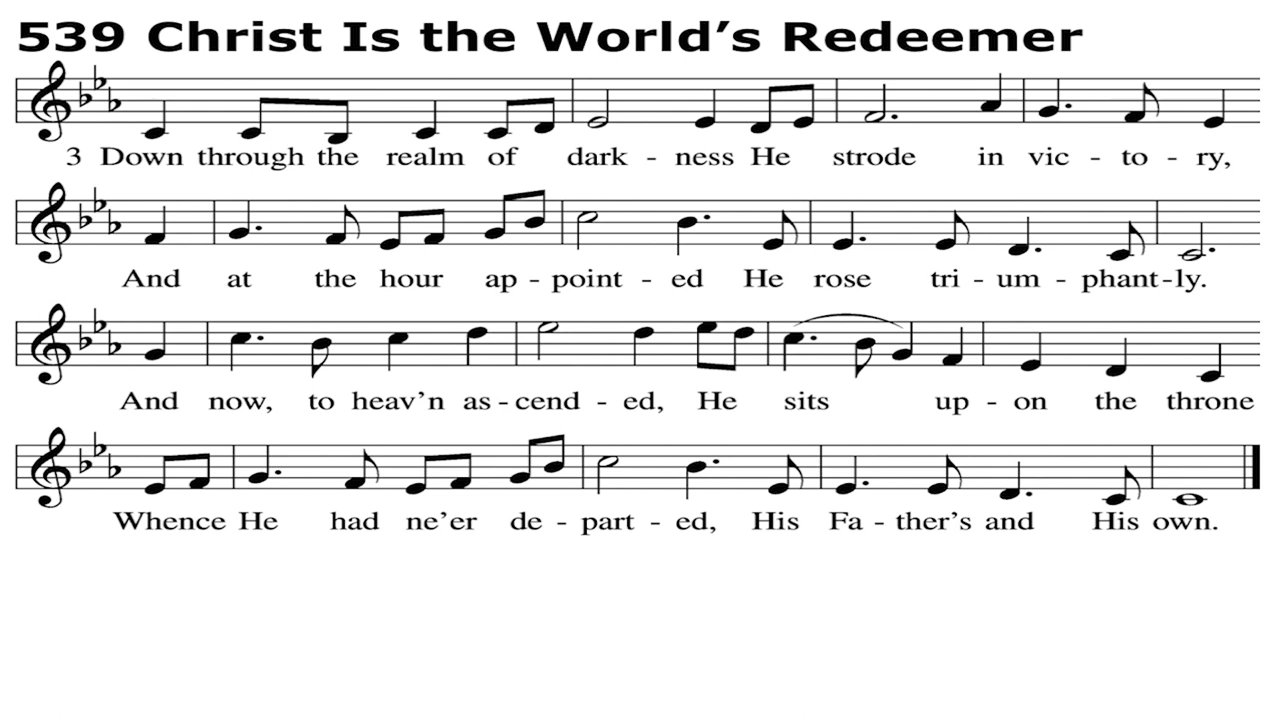 539 Christ Is the World’s Redeemer
3 Down through the realm of dark - ness He strode in vic - to - ry,
And at the hour ap - point - ed He rose tri - um - phant - ly.
And now, to heav’n as - cend - ed, He sits up - on the throne
Whence He had ne’er de - part - ed, His Fa - ther’s and His own.